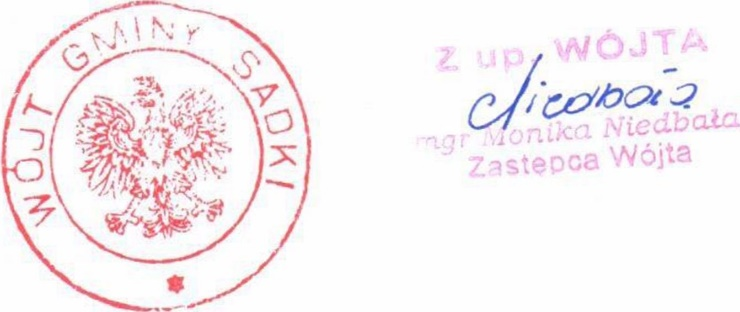 WÓJT GMINY SADKI
Z up. WÓJTA
Niedbała
mgr Monika Niedbała
Zastępca Wójta